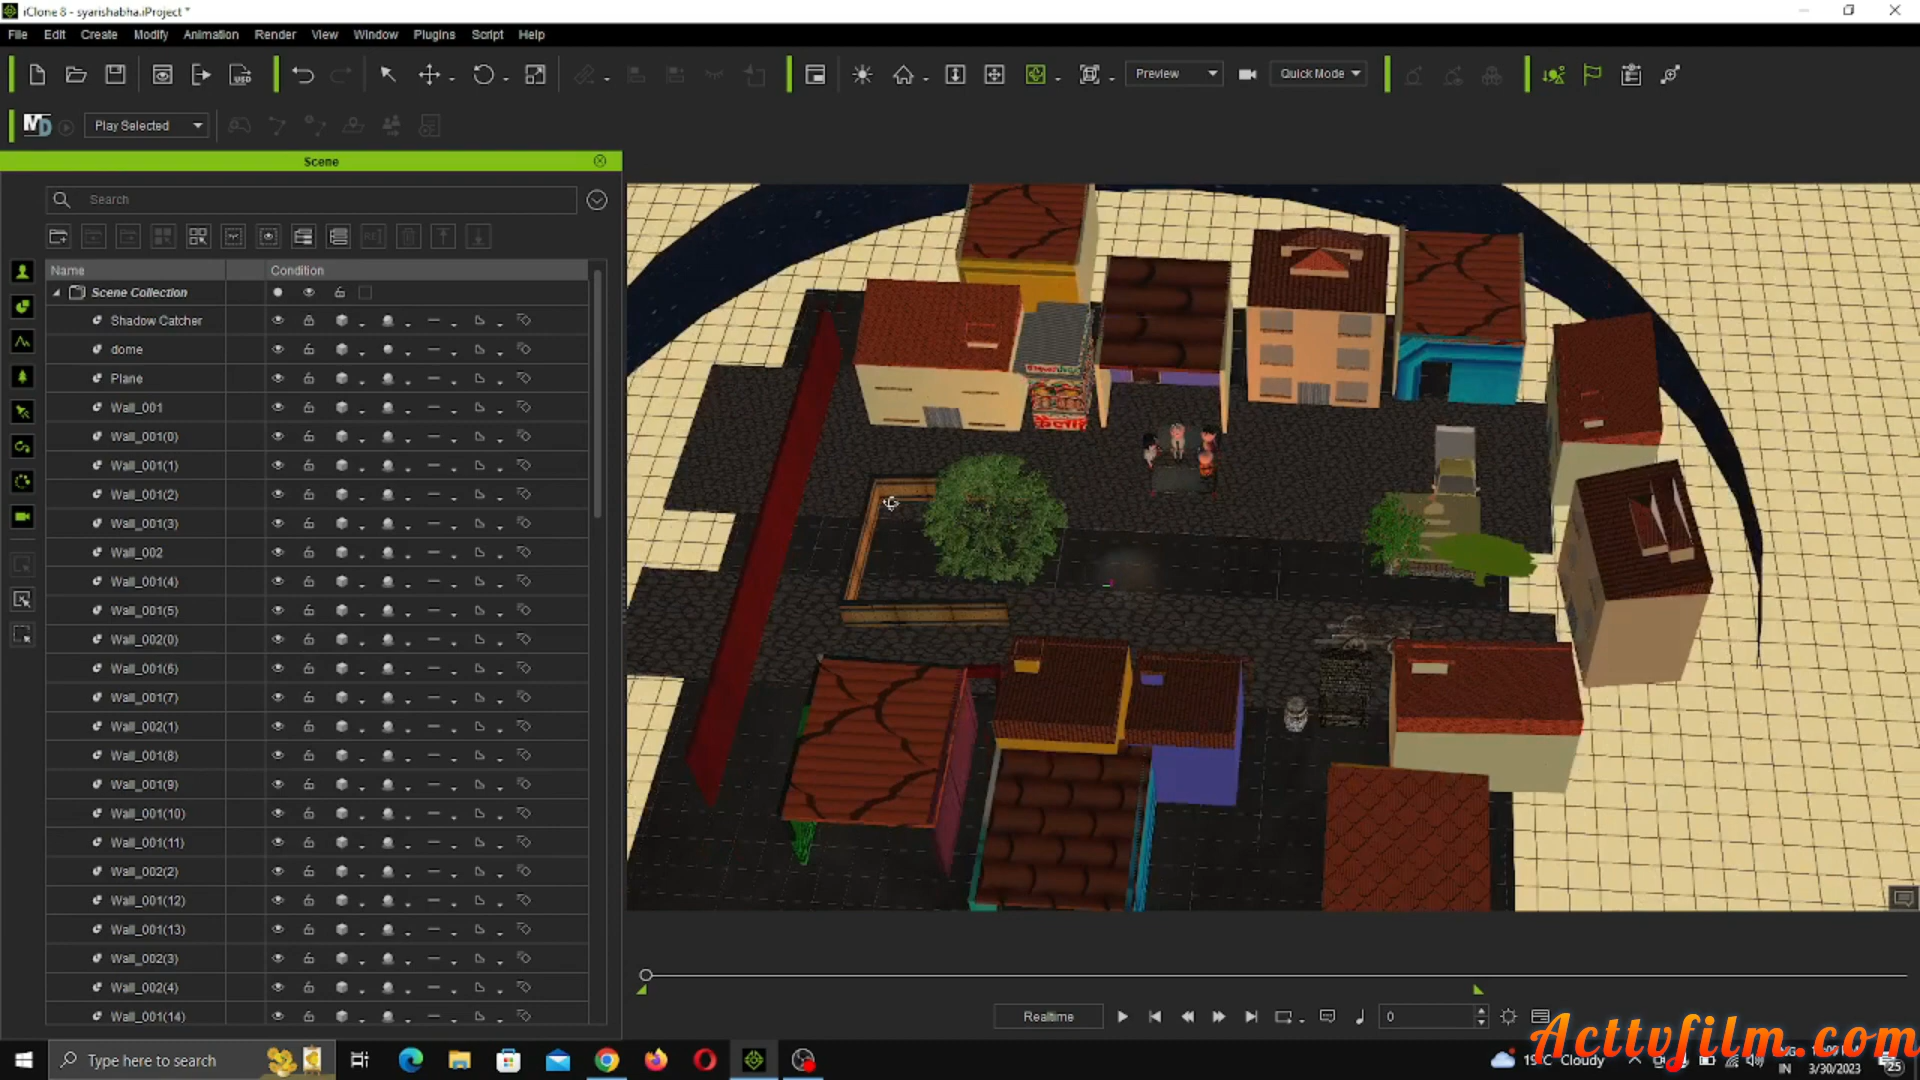 iClone 8 - syarishabha.iProject *
File Edit Create Modify Animation Render View Window Plugins Script Help
Preview Quick Mode
MD Play Selected
Scene
Search
Name Condition
Scene Collection
Shadow Catcher
dome
Plane
Wall_001
Wall_001(0)
Wall_001(1)
Wall_001(2)
Wall_001(3)
Wall_002
Wall_001(4)
Wall_001(5)
Wall_002(0)
Wall_001(6)
Wall_001(7)
Wall_002(1)
Wall_001(8)
Wall_001(9)
Wall_001(10)
Wall_001(11)
Wall_002(2)
Wall_001(12)
Wall_001(13)
Wall_002(3)
Wall_002(4)
Wall_001(14)
Realtime 0
Acttvfilm.com
Type here to search
19°C Cloudy
IN 3/30/2023 25